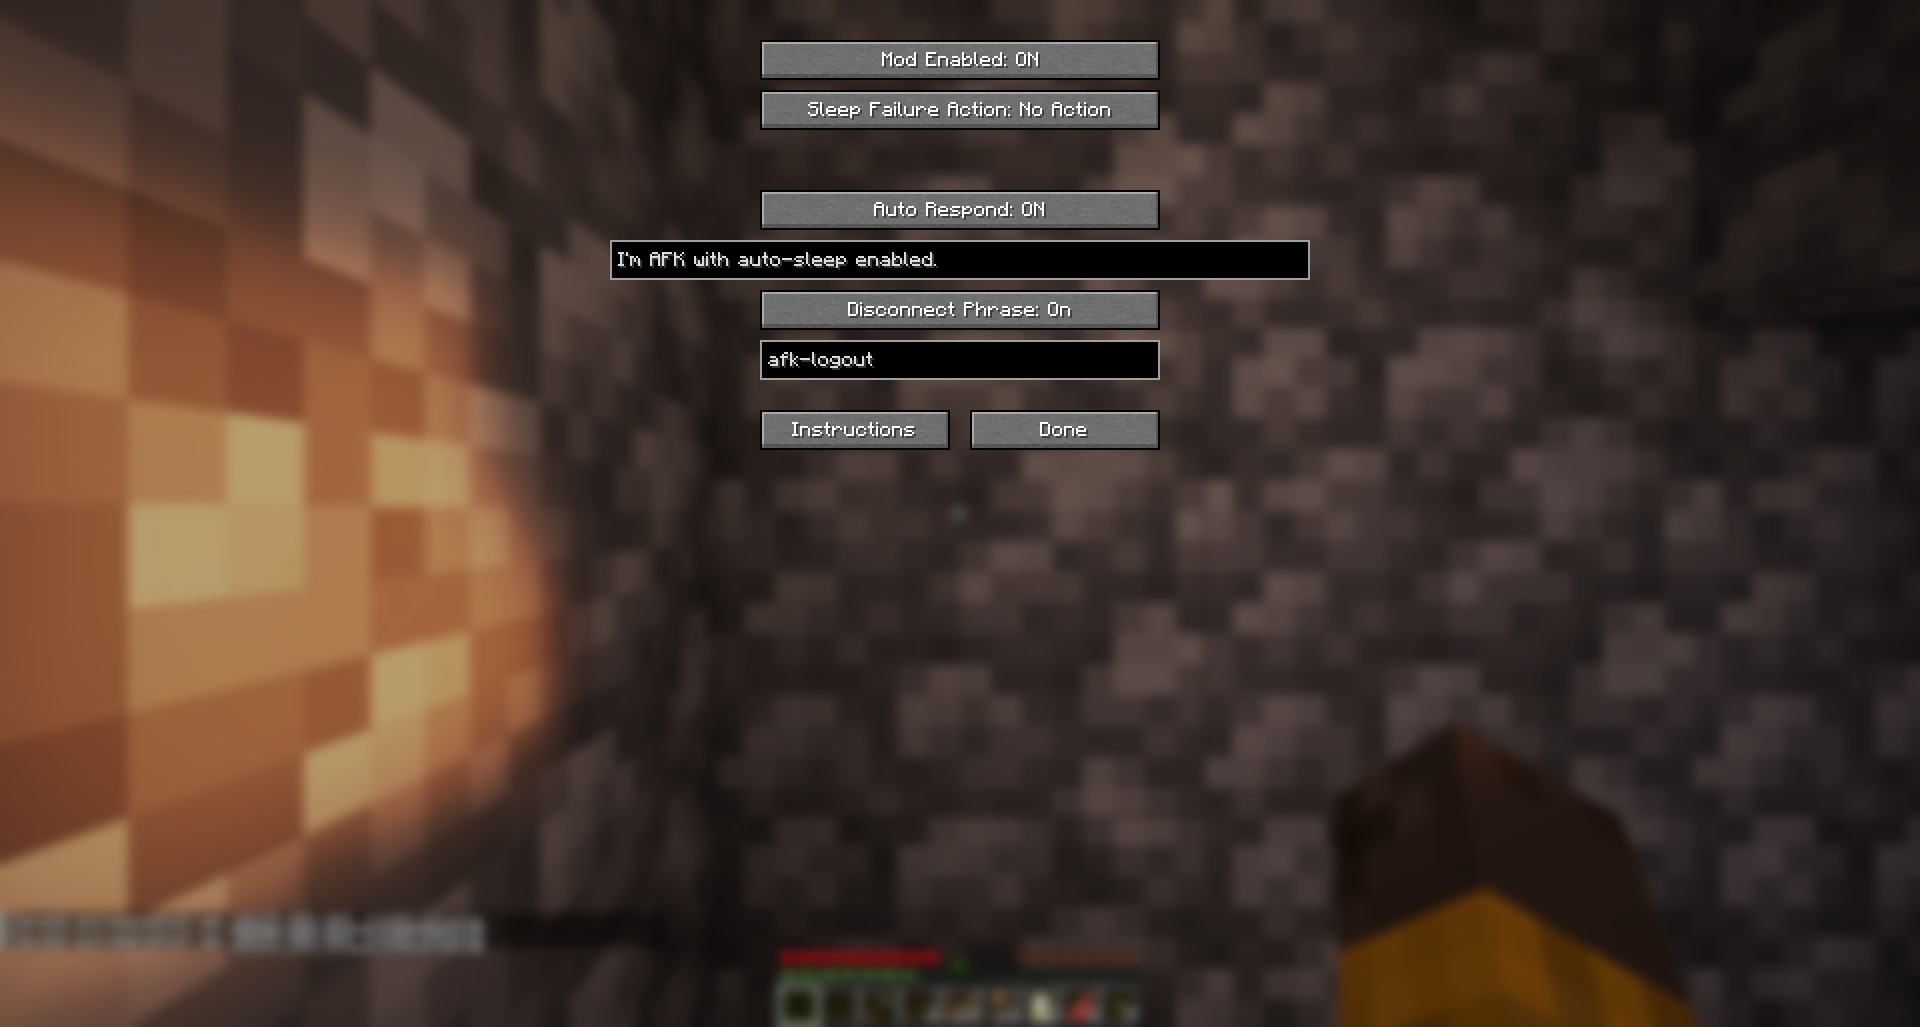 Mod Enabled: ON
Sleep Failure Action: No Action
Auto Respond: ON
I'm AFK with auto-sleep enabled.
Disconnect Phrase: On
afk-logout
Instructions
Done